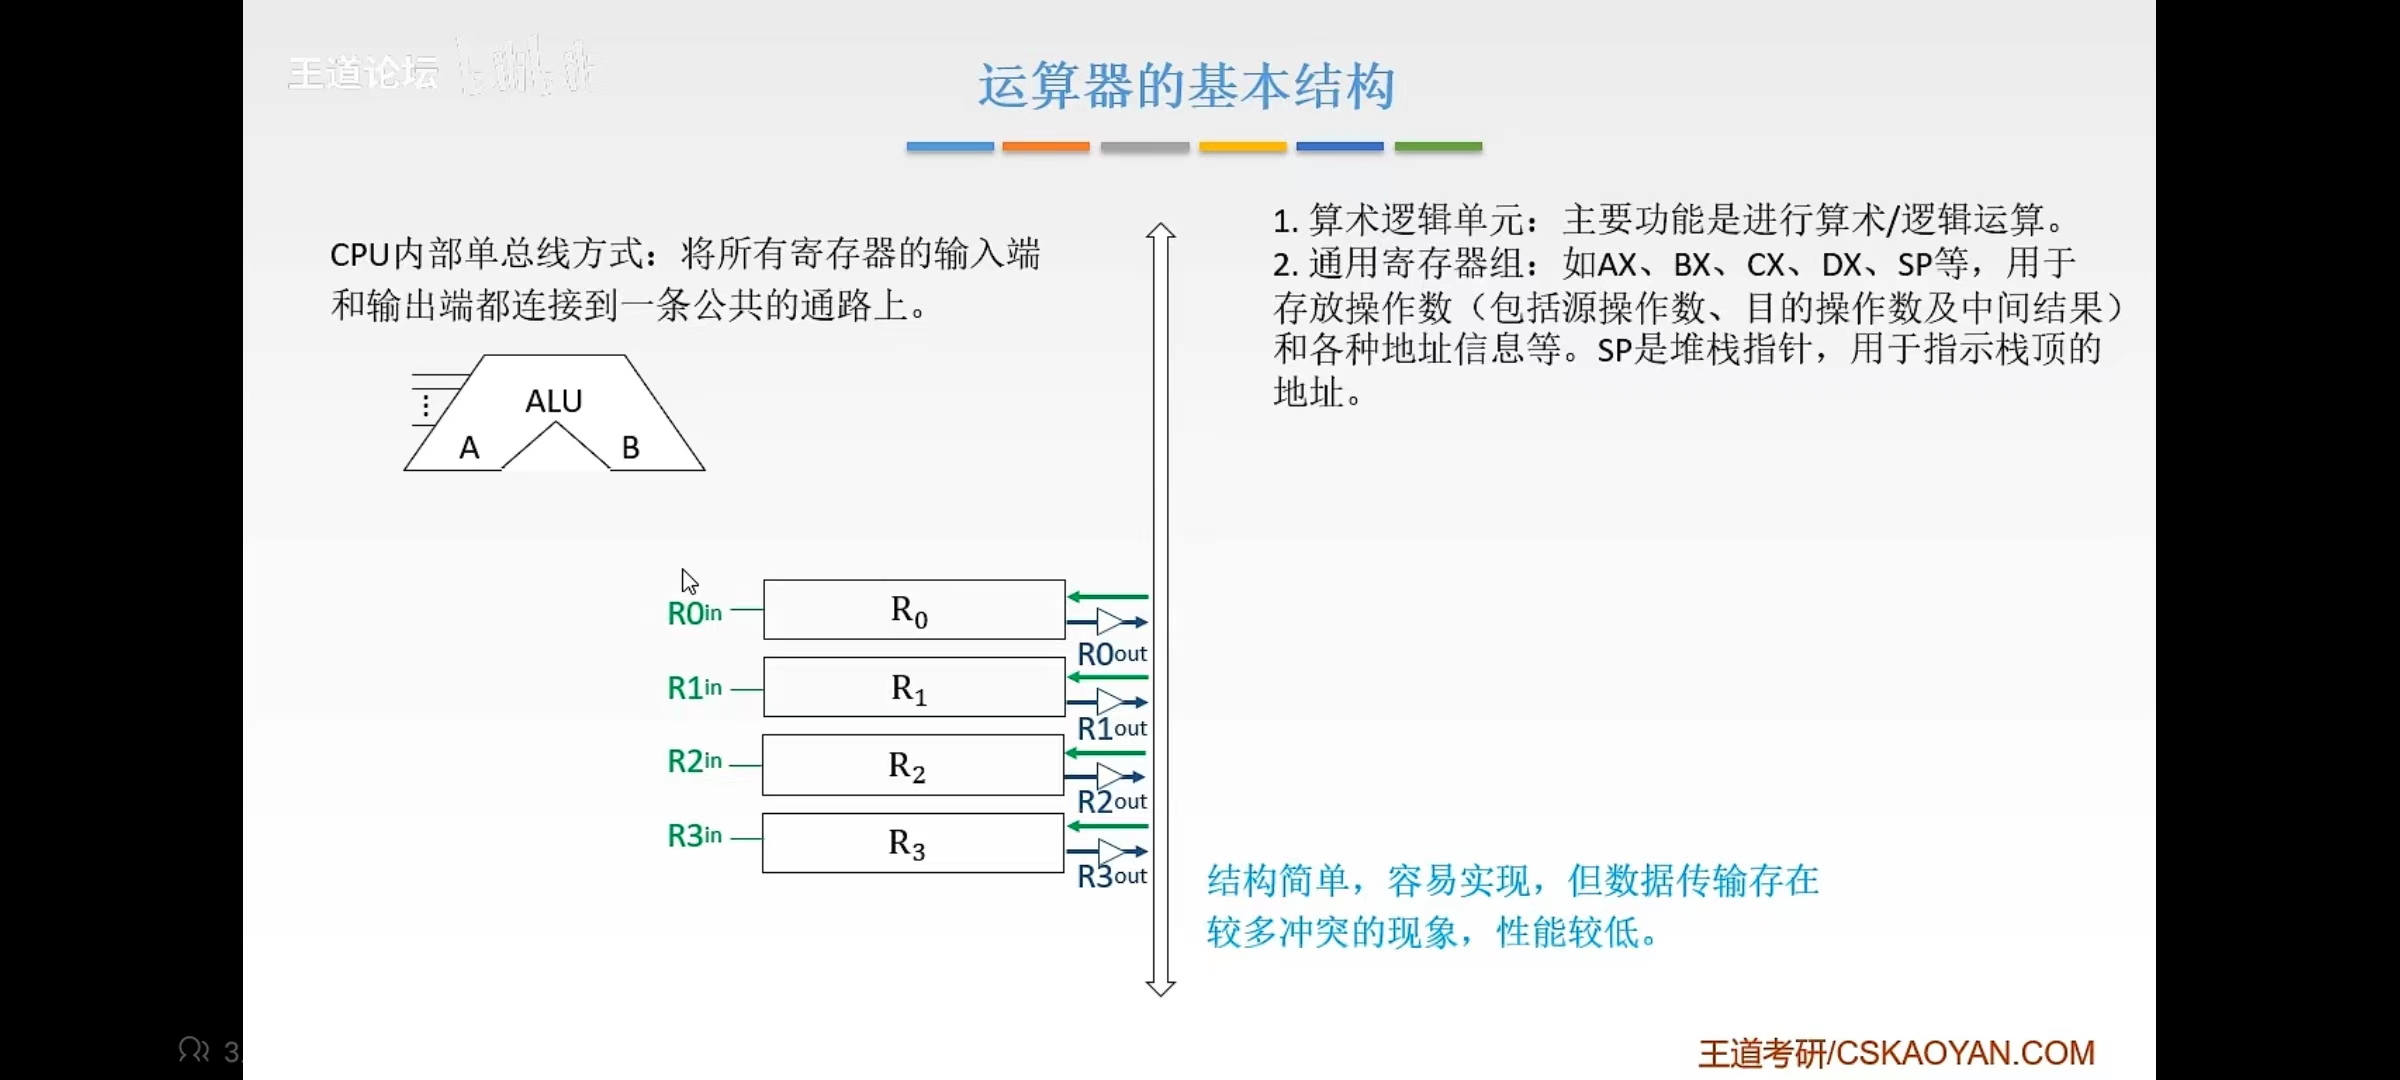 王道论坛
运算器的基本结构
CPU内部单总线方式：将所有寄存器的输入端
和输出端都连接到一条公共的通路上。
ALU
A
B
R0in
R₀
R0out
R1in
R₁
R1out
R2in
R₂
R2out
R3in
R₃
R3out
1. 算术逻辑单元：主要功能是进行算术/逻辑运算。
2. 通用寄存器组：如AX、BX、CX、DX、SP等，用于
存放操作数（包括源操作数、目的操作数及中间结果）
和各种地址信息等。SP是堆栈指针，用于指示栈顶的
地址。
结构简单，容易实现，但数据传输存在
较多冲突的现象，性能较低。
王道考研/CSKAOYAN.COM